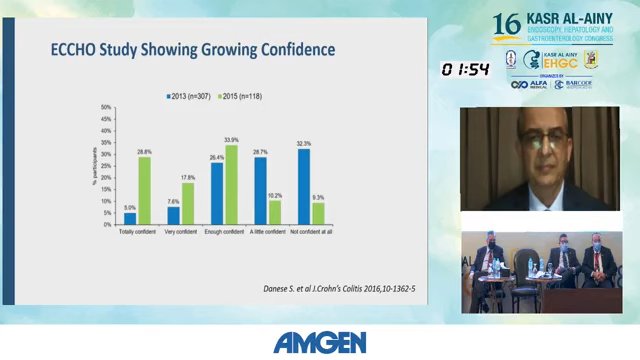 ECCHO Study Showing Growing Confidence
2013 (n=307) 2015 (n=118)
% participants
50%
45%
40%
35%
30%
25%
20%
15%
10%
5%
0%
5.0% 28.8%
7.6% 17.8%
26.4% 33.9%
28.7% 10.2%
32.3% 9.3%
Totally confident Very confident Enough confident A little confident Not confident at all
Danese S. et al J.Crohn's Colitis 2016,10-1362-5
16 KASR AL-AINY
ENDOSCOPY, HEPATOLOGY AND
GASTROENTEROLOGY CONGRESS
KASR AL-AINY
EHGC
ORGANIZED BY
ALFA
MEDICAL
BARCODE
01:54
AMGEN